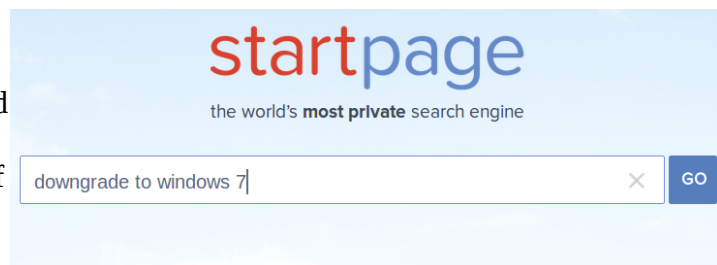 startpage
the world's most private search engine
d
f
downgrade to windows 7
GO